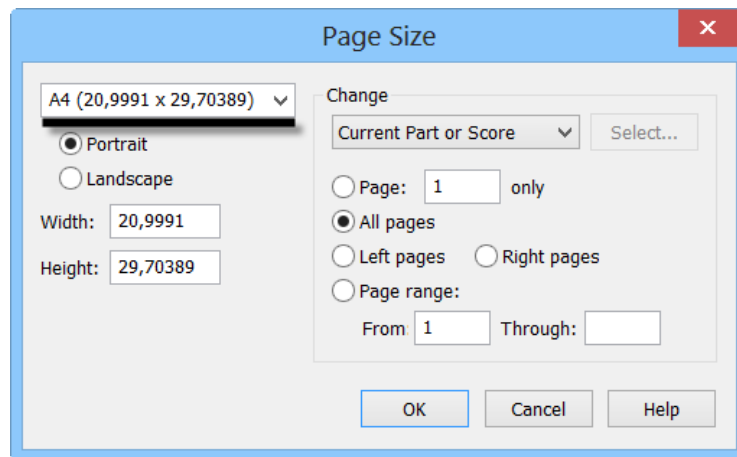 Page Size
A4 (20,9991 x 29,70389)
Portrait
Landscape
Width: 20,9991
Height: 29,70389
Change
Current Part or Score
Select...
Page: 1 only
All pages
Left pages Right pages
Page range:
From: 1 Through:
OK Cancel Help